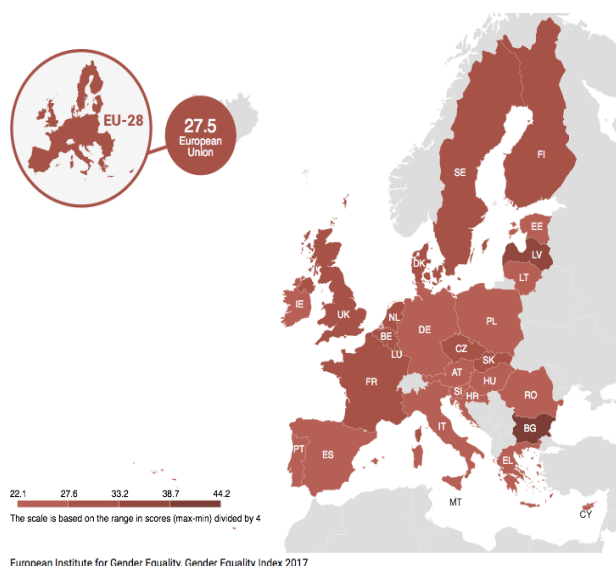 EU-28
27.5
European
Union
FI
SE
EE
LV
DK
LT
IE
NL
UK
PL
DE
BE
LU
CZ
SK
FR
AT
HU
SI
HR
RO
IT
BG
PT
ES
EL
MT
CY
22.1 27.6 33.2 38.7 44.2
The scale is based on the range in scores (max-min) divided by 4
European Institute for Gender Equality, Gender Equality Index 2017